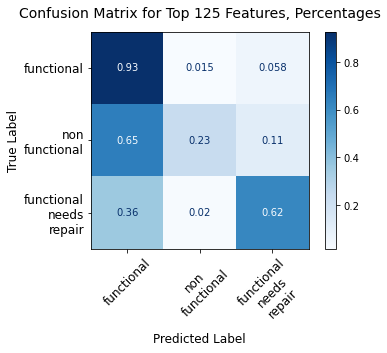 Confusion Matrix for Top 125 Features, Percentages
functional
0.93 0.015 0.058
non
functional
0.65 0.23 0.11
functional
needs
repair
0.36 0.02 0.62
True Label
functional
non
functional
functional
needs
repair
Predicted Label
0.8
0.6
0.4
0.2